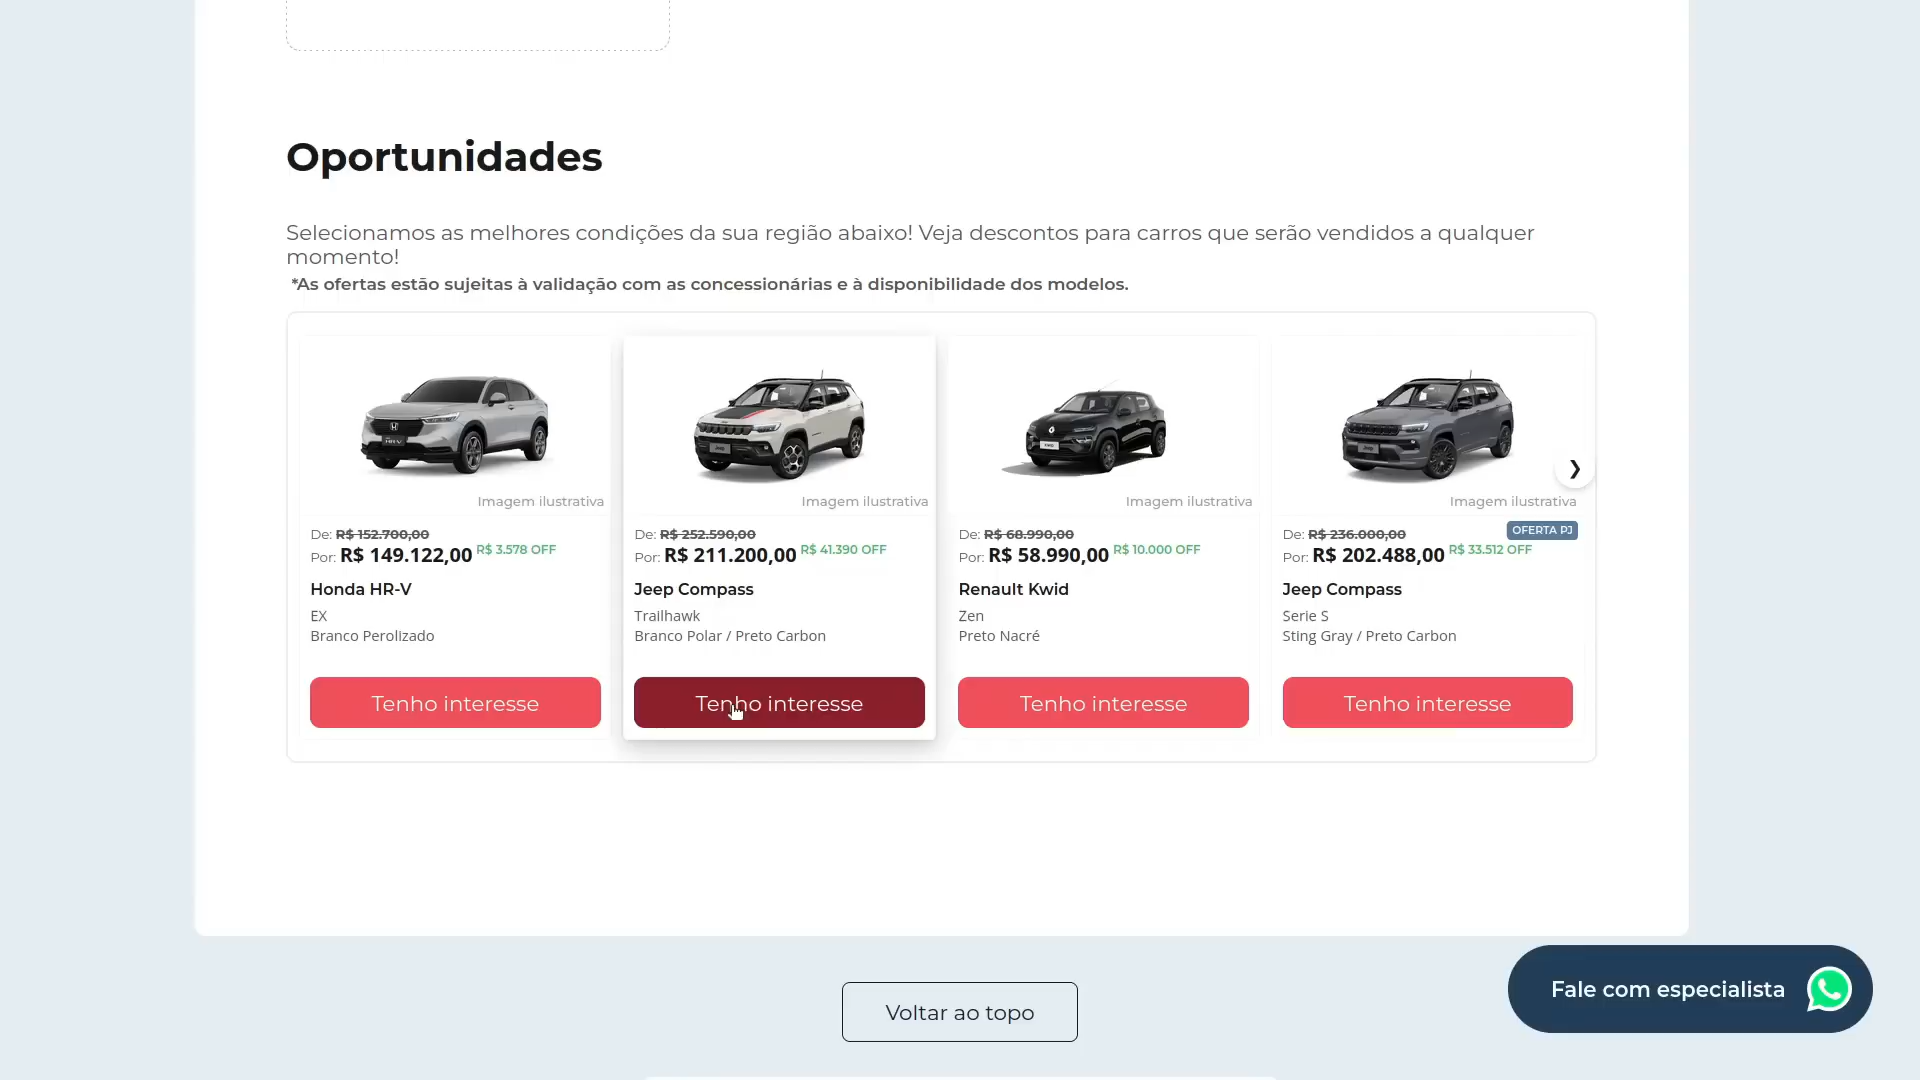 Oportunidades
Selecionamos as melhores condições da sua região abaixo! Veja descontos para carros que serão vendidos a qualquer
momento!
*As ofertas estão sujeitas à validação com as concessionárias e à disponibilidade dos modelos.
Imagem ilustrativa
De: R$ 152.700,00
Por: R$ 149.122,00 R$ 3.578 OFF
Honda HR-V
EX
Branco Perolizado
Tenho interesse
Imagem ilustrativa
De: R$ 252.590,00
Por: R$ 211.200,00 R$ 41.390 OFF
Jeep Compass
Trailhawk
Branco Polar / Preto Carbon
Tenho interesse
Imagem ilustrativa
De: R$ 68.990,00
Por: R$ 58.990,00 R$ 10.000 OFF
Renault Kwid
Zen
Preto Nacré
Tenho interesse
Imagem ilustrativa
De: R$ 236.000,00 OFERTA PJ
Por: R$ 202.488,00 R$ 33.512 OFF
Jeep Compass
Serie S
Sting Gray / Preto Carbon
Tenho interesse
❯
Fale com especialista
Voltar ao topo